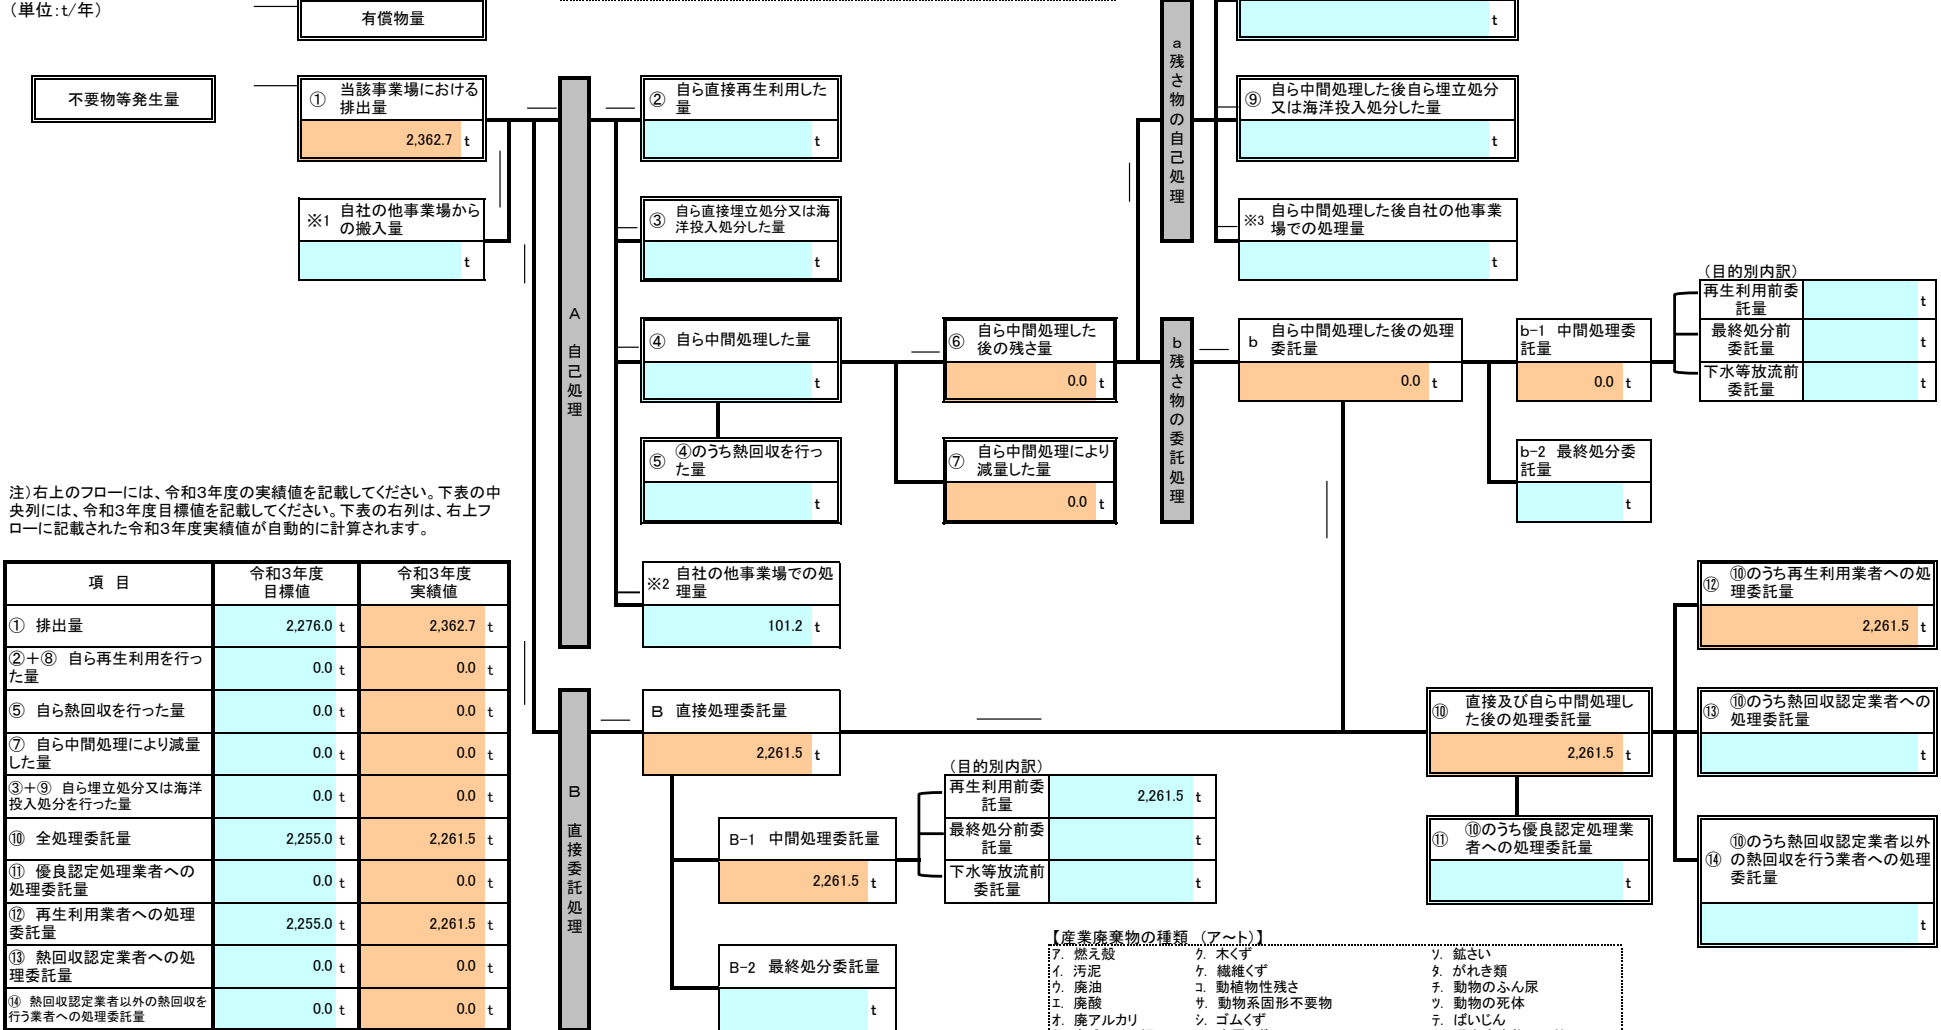 （単位:t/年）
有償物量
t
不要物等発生量
① 当該事業場における
排出量
2,362.7 t
※1 自社の他事業場から
の搬入量
t
A 自己処理
② 自ら直接再生利用した
量
t
③ 自ら直接埋立処分又は海
洋投入処分した量
t
④ 自ら中間処理した量
t
⑤ ④のうち熱回収を行っ
た量
t
※2 自社の他事業場での処
理量
101.2 t
⑥ 自ら中間処理した
後の残さ量
0.0 t
⑦ 自ら中間処理により
減量した量
0.0 t
a 残さ物の自己処理
⑨ 自ら中間処理した後自ら埋立処分
又は海洋投入処分した量
t
※3 自ら中間処理した後自社の他事業
場での処理量
t
b 残さ物の委託処理
b 自ら中間処理した後の処理
委託量
0.0 t
b-1 中間処理委
託量
0.0 t
b-2 最終処分委
託量
t
（目的別内訳）
再生利用前委
託量
t
最終処分前
委託量
t
下水等放流前
委託量
t
注）右上のフローには、令和3年度の実績値を記載してください。下表の中
央列には、令和3年度目標値を記載してください。下表の右列は、右上フ
ローに記載された令和3年度実績値が自動的に計算されます。
項 目
令和3年度
目標値
令和3年度
実績値
① 排出量
2,276.0 t
2,362.7 t
②＋⑧ 自ら再生利用を行っ
た量
0.0 t
0.0 t
⑤ 自ら熱回収を行った量
0.0 t
0.0 t
⑦ 自ら中間処理により減量
した量
0.0 t
0.0 t
③＋⑨ 自ら埋立処分又は海洋
投入処分を行った量
0.0 t
0.0 t
⑩ 全処理委託量
2,255.0 t
2,261.5 t
⑪ 優良認定処理業者への
処理委託量
0.0 t
0.0 t
⑫ 再生利用業者への処理
委託量
2,255.0 t
2,261.5 t
⑬ 熱回収認定業者への処
理委託量
0.0 t
0.0 t
⑭ 熱回収認定業者以外の熱回収を
行う業者への処理委託量
0.0 t
0.0 t
B 直接委託処理
B 直接処理委託量
2,261.5 t
B-1 中間処理委託量
2,261.5 t
B-2 最終処分委託量
t
（目的別内訳）
再生利用前委
託量
2,261.5 t
最終処分前委
託量
t
下水等放流前
委託量
t
⑩ 直接及び自ら中間処理し
た後の処理委託量
2,261.5 t
⑪ ⑩のうち優良認定処理業
者への処理委託量
t
⑫ ⑩のうち再生利用業者への処
理委託量
2,261.5 t
⑬ ⑩のうち熱回収認定業者への
処理委託量
t
⑭ ⑩のうち熱回収認定業者以外
の熱回収を行う業者への処理
委託量
t
【産業廃棄物の種類 （ア～ト）】
ア. 燃え殻 ク. 木くず ソ. 鉱さい
イ. 汚泥 ケ. 繊維くず タ. がれき類
ウ. 廃油 コ. 動植物性残さ チ. 動物のふん尿
エ. 廃酸 サ. 動物系固形不要物 ツ. 動物の死体
オ. 廃アルカリ シ. ゴムくず テ. ばいじん